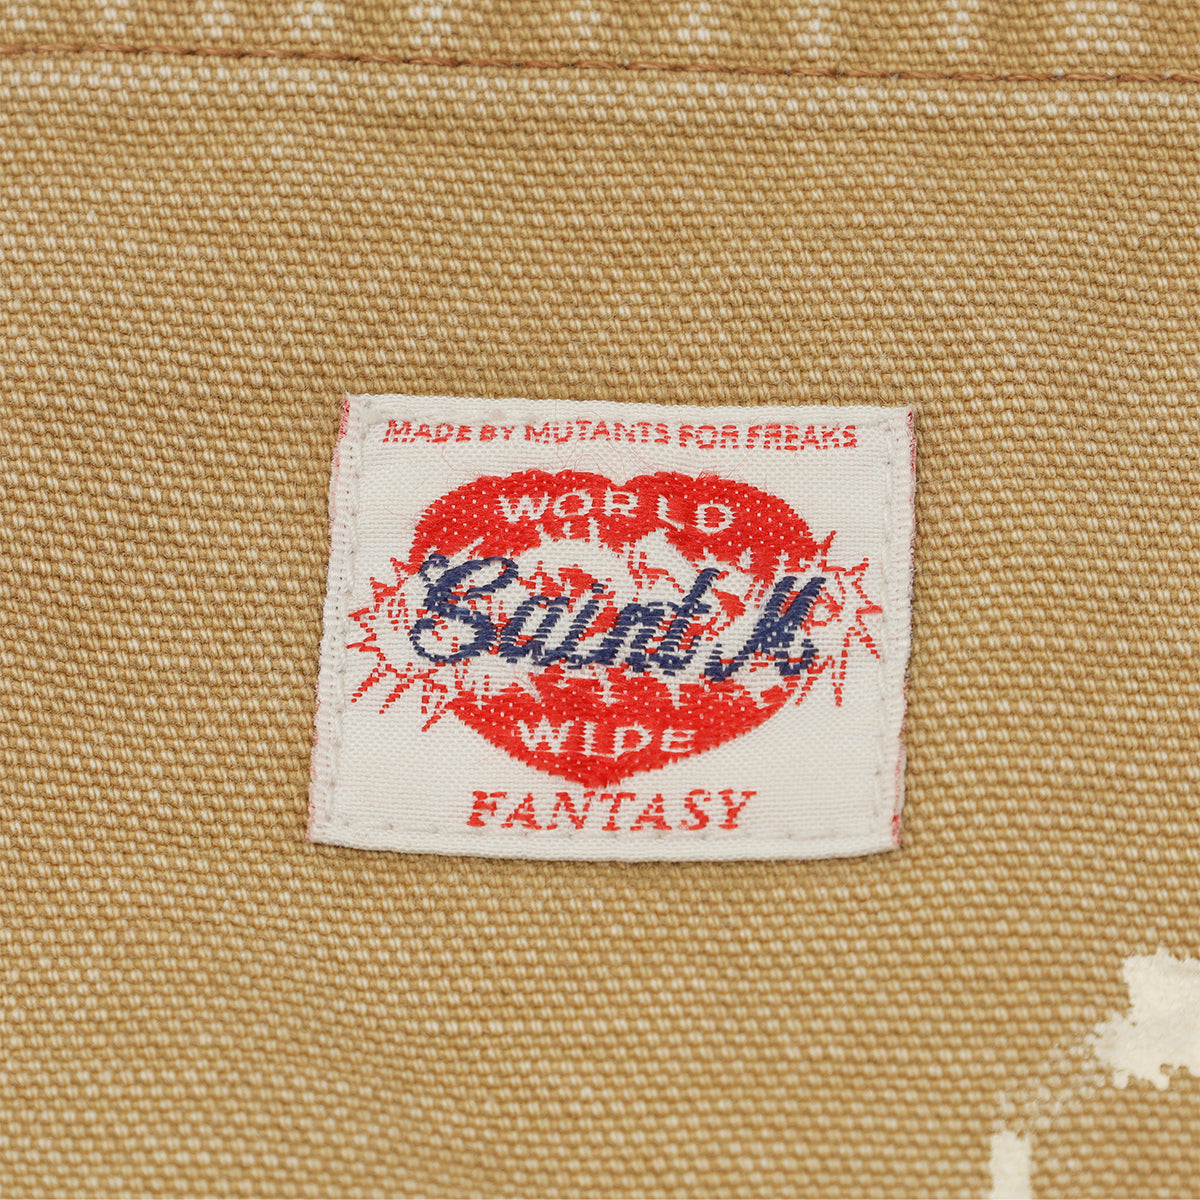 MADE BY MUTANTS FOR FREAKS
WORLD
Saint M
WIDE
FANTASY